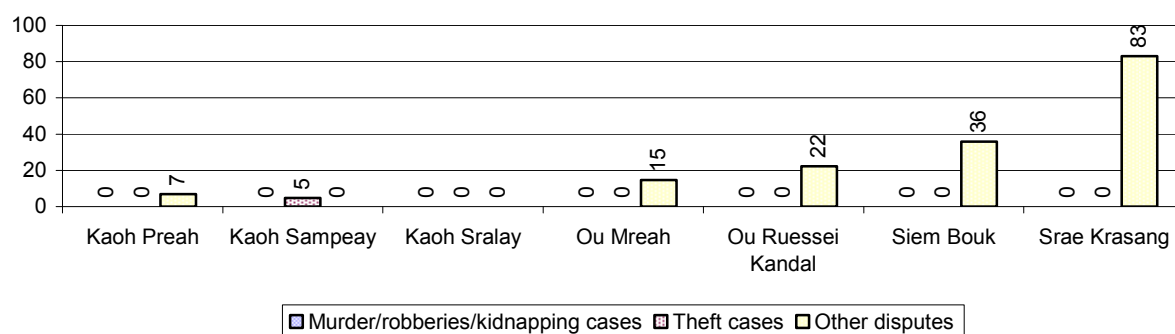 100
80
60
40
20
0
0 0 7 0 5 0 0 0 0 0 0 15 0 0 22 0 0 36 0 0 83
Kaoh Preah Kaoh Sampeay Kaoh Sralay Ou Mreah Ou Ruessei Siem Bouk Srae Krasang
Kandal
Murder/robberies/kidnapping cases Theft cases Other disputes